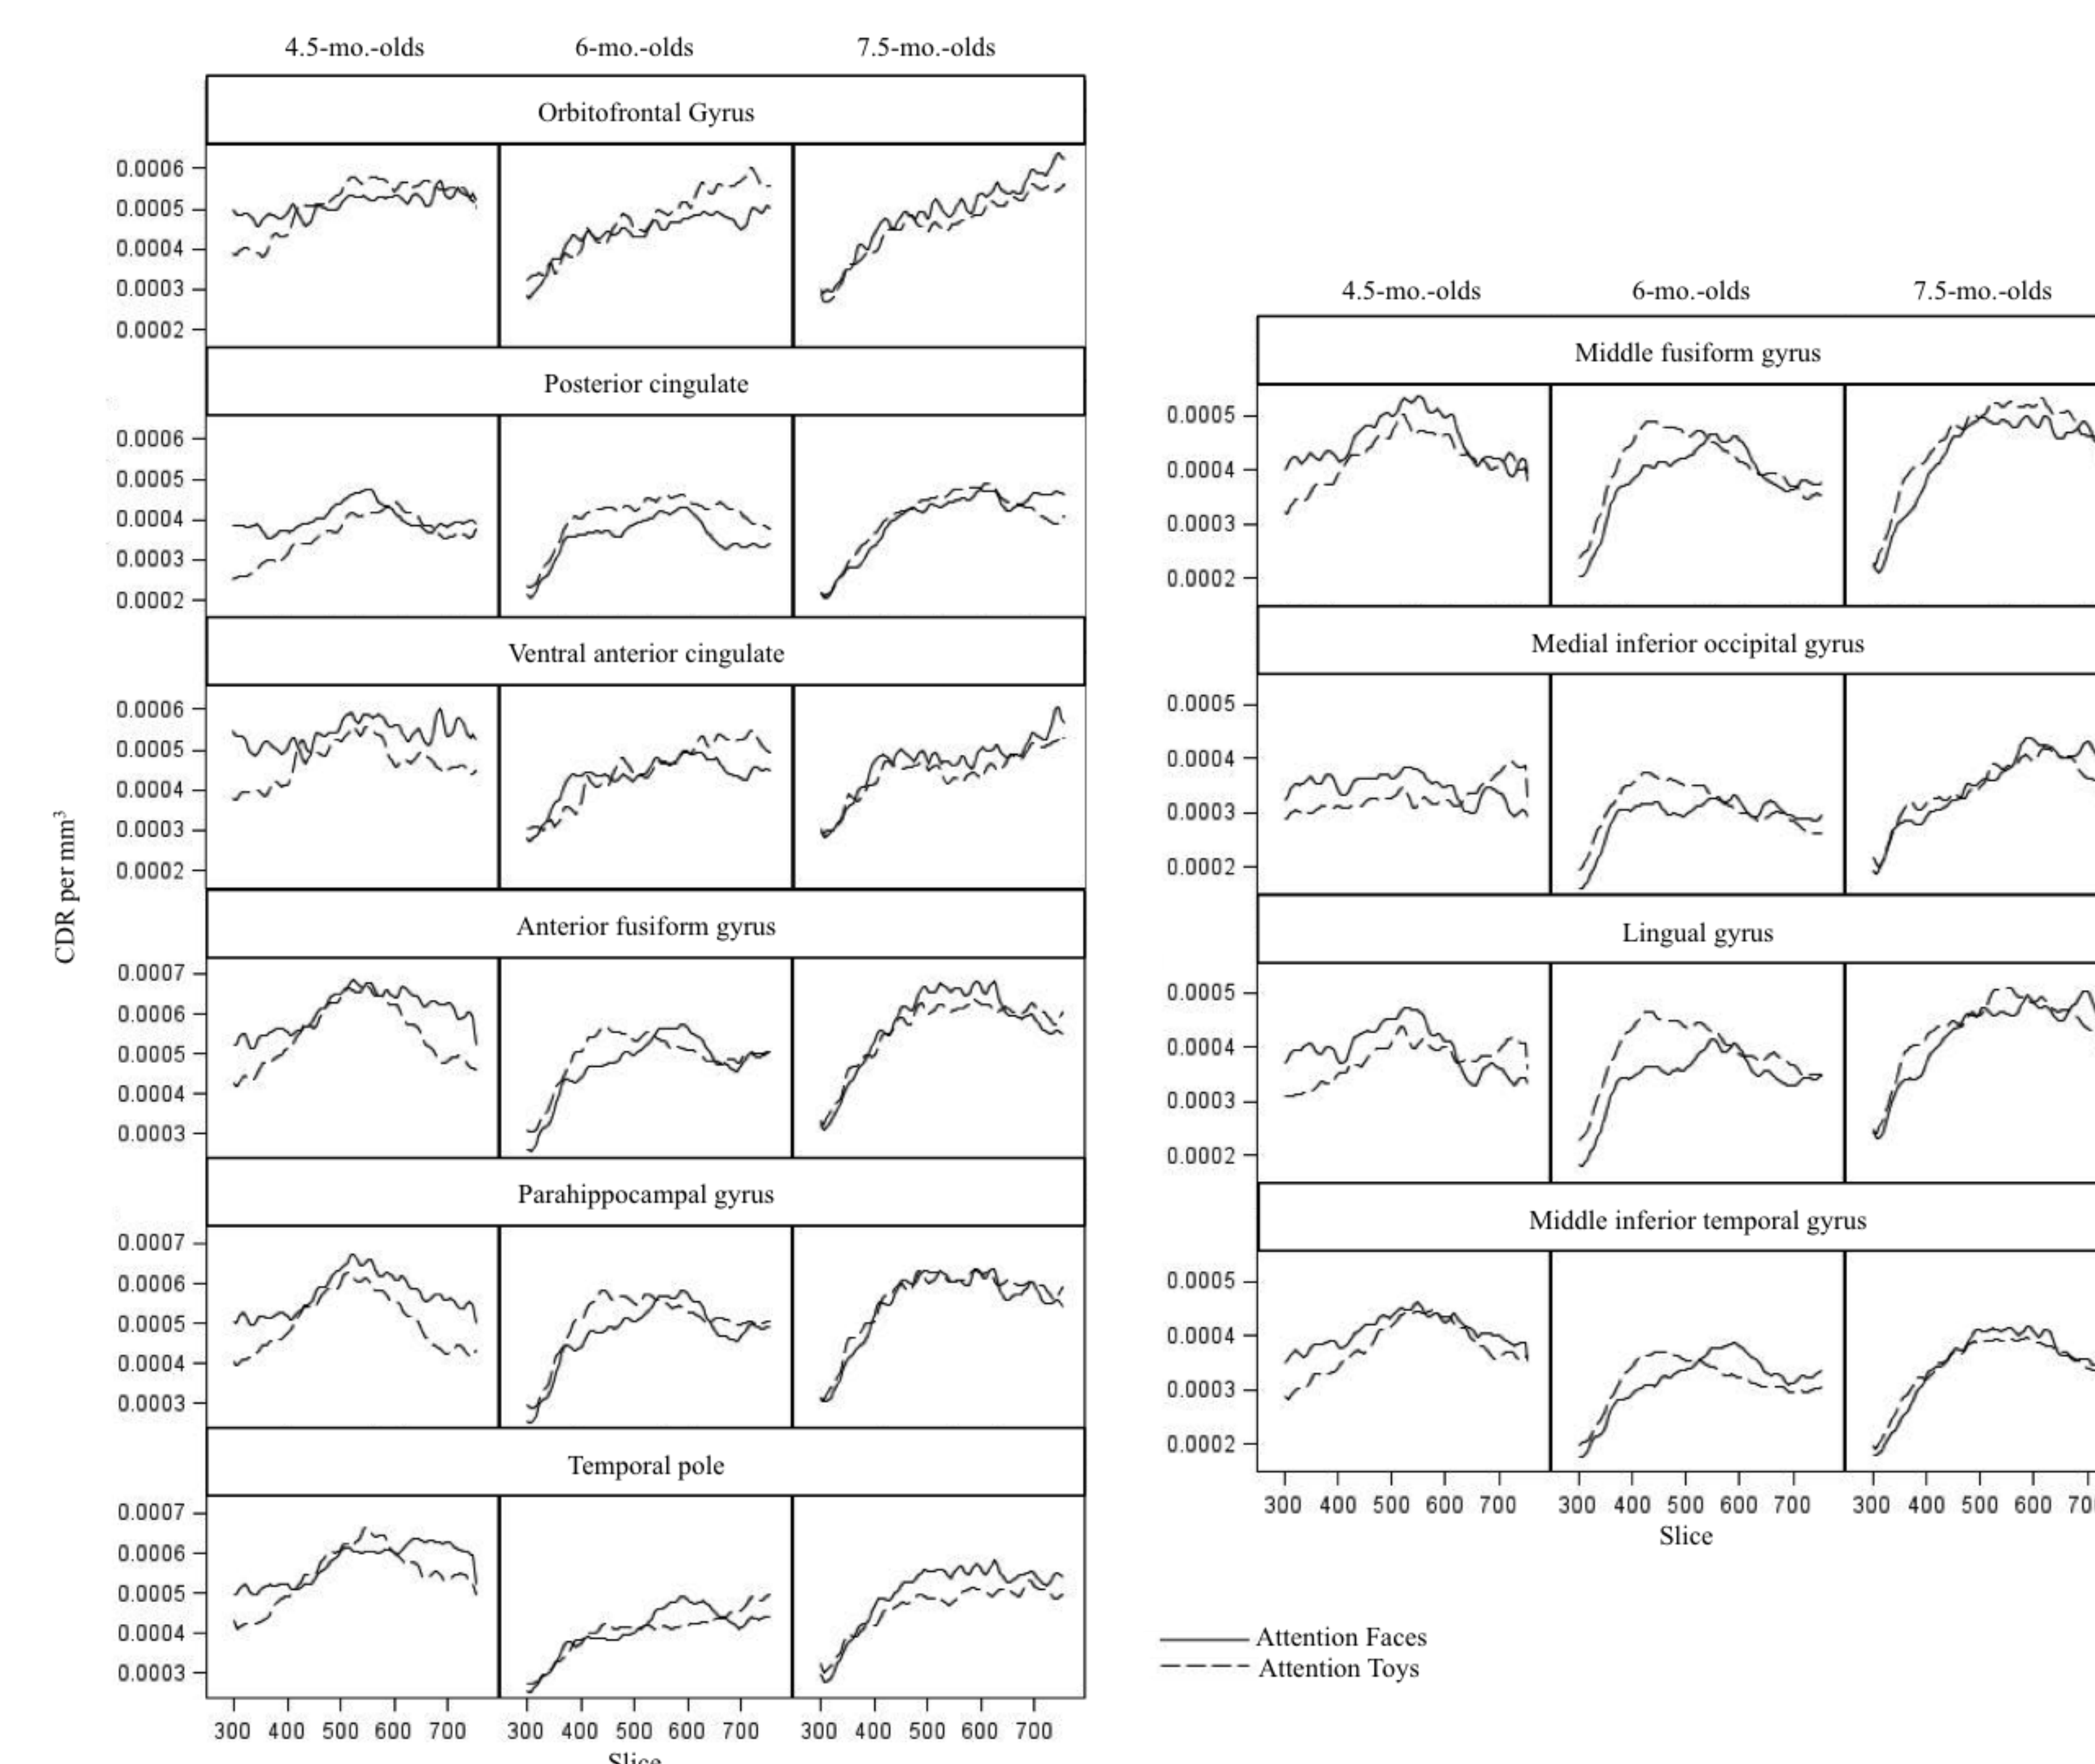 4.5-mo.-olds 6-mo.-olds 7.5-mo.-olds
Orbitofrontal Gyrus
0.0006
0.0005
0.0004
0.0003
0.0002
Posterior cingulate
0.0006
0.0005
0.0004
0.0003
0.0002
Ventral anterior cingulate
0.0006
0.0005
0.0004
0.0003
0.0002
CDR per mm³
Anterior fusiform gyrus
0.0007
0.0006
0.0005
0.0004
0.0003
Parahippocampal gyrus
0.0007
0.0006
0.0005
0.0004
0.0003
Temporal pole
0.0007
0.0006
0.0005
0.0004
0.0003
300 400 500 600 700 300 400 500 600 700 300 400 500 600 700
Slice
4.5-mo.-olds 6-mo.-olds 7.5-mo.-olds
Middle fusiform gyrus
0.0005
0.0004
0.0003
0.0002
Medial inferior occipital gyrus
0.0005
0.0004
0.0003
0.0002
Lingual gyrus
0.0005
0.0004
0.0003
0.0002
Middle inferior temporal gyrus
0.0005
0.0004
0.0003
0.0002
300 400 500 600 700 300 400 500 600 700 300 400 500 600
Slice
Attention Faces
Attention Toys